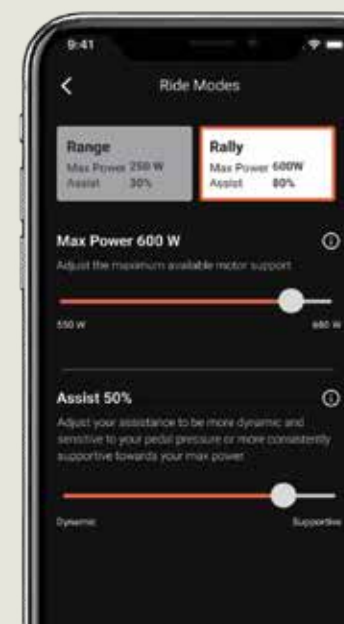 9:41
Ride Modes
Range
Max Power 250 W
Assist 30%
Rally
Max Power 600W
Assist 80%
Max Power 600 W
Adjust the maximum available motor support
550 W
Assist 50%
Adjust your assistance to be more dynamic and
sensitive to your pedal pressure or more consistently
supportive towards your max power
Dynamic
Supportive